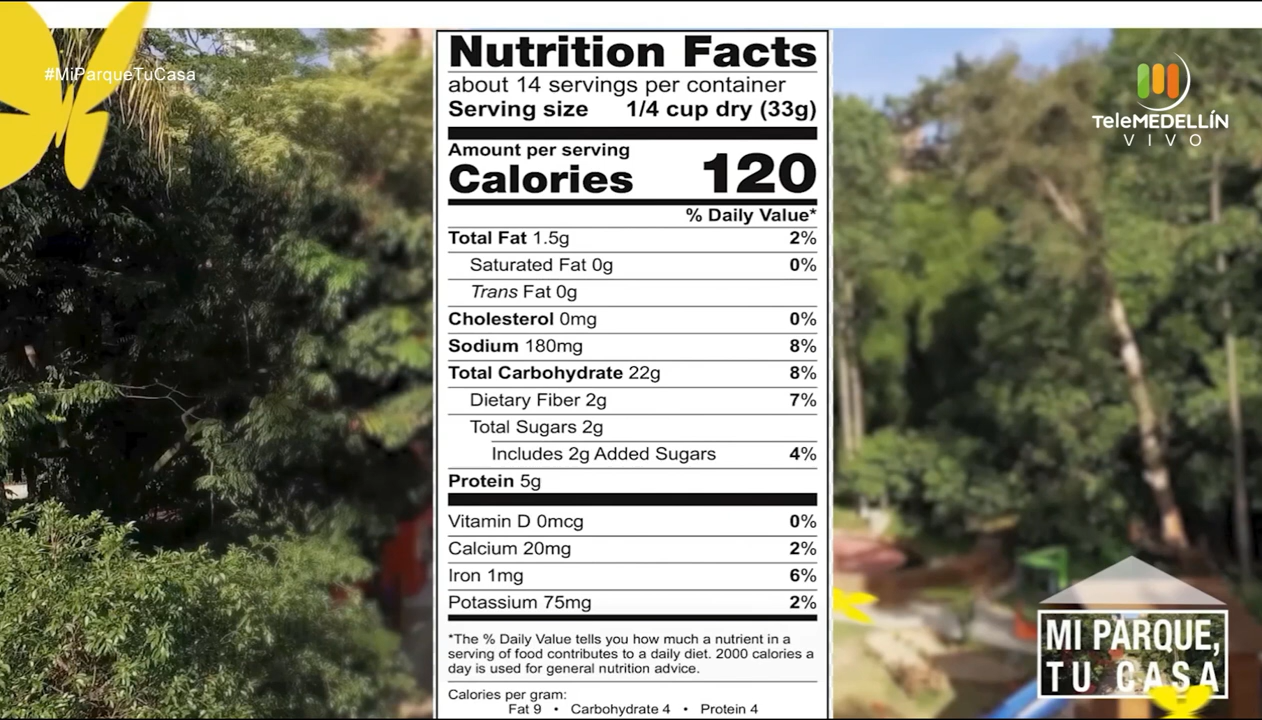 #MiParqueTuCasa
TeleMEDELLÍN
VIVO
Nutrition Facts
about 14 servings per container
Serving size 1/4 cup dry (33g)
Amount per serving
Calories 120
% Daily Value*
Total Fat 1.5g 2%
Saturated Fat 0g 0%
Trans Fat 0g
Cholesterol 0mg 0%
Sodium 180mg 8%
Total Carbohydrate 22g 8%
Dietary Fiber 2g 7%
Total Sugars 2g
Includes 2g Added Sugars 4%
Protein 5g
Vitamin D 0mcg 0%
Calcium 20mg 2%
Iron 1mg 6%
Potassium 75mg 2%
*The % Daily Value tells you how much a nutrient in a
serving of food contributes to a daily diet. 2000 calories a
day is used for general nutrition advice.
Calories per gram:
Fat 9 • Carbohydrate 4 • Protein 4
MI PARQUE,
TU CASA